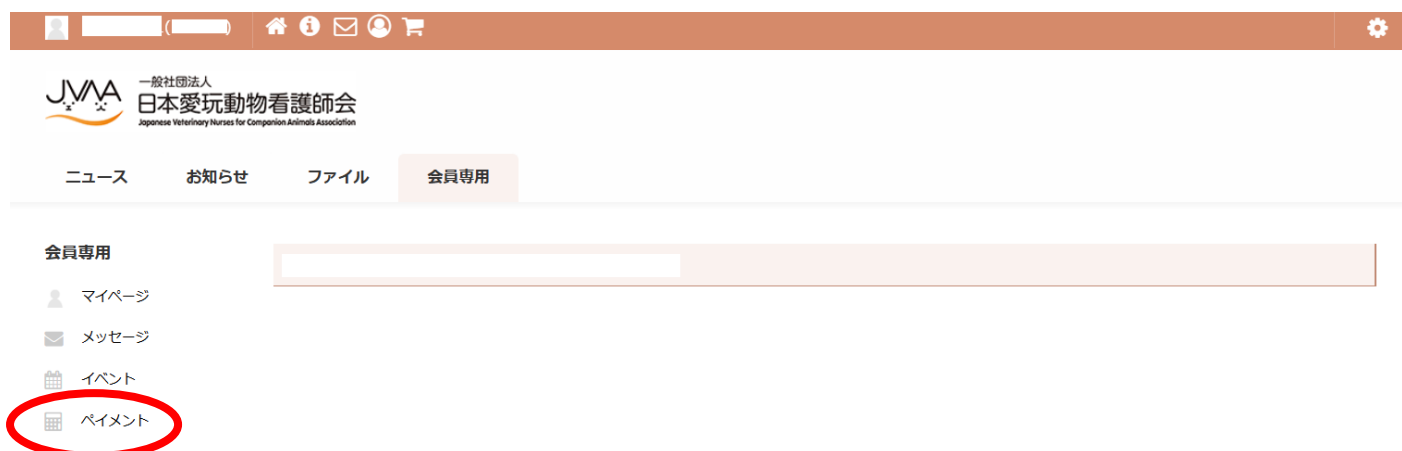 ( )
JVNA
一般社団法人
日本愛玩動物看護師会
Japanese Veterinary Nurses for Companion Animals Association
ニュース お知らせ ファイル 会員専用
会員専用
マイページ
メッセージ
イベント
ペイメント